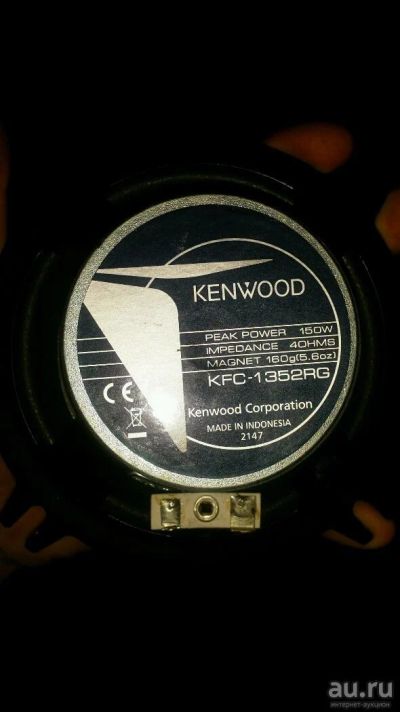 KENWOOD
PEAK POWER 150W
IMPEDANCE 4OHMS
MAGNET 160g(5.6oz)
KFC-1352RG
CE
Kenwood Corporation
MADE IN INDONESIA
2147
au.ru
интернет-аукцион